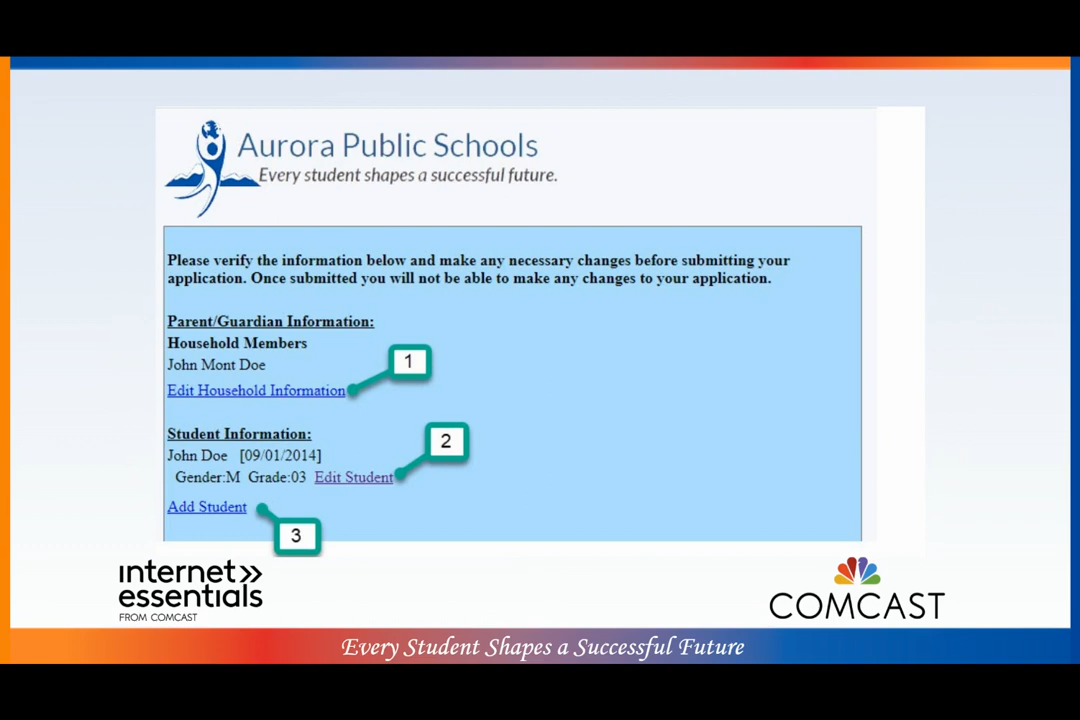 Aurora Public Schools
Every student shapes a successful future.
Please verify the information below and make any necessary changes before submitting your
application. Once submitted you will not be able to make any changes to your application.
Parent/Guardian Information:
Household Members
John Mont Doe
1
Edit Household Information
Student Information:
2
John Doe [09/01/2014]
Gender:M Grade:03 Edit Student
Add Student
3
internet>>
essentials
FROM COMCAST
COMCAST
Every Student Shapes a Successful Future